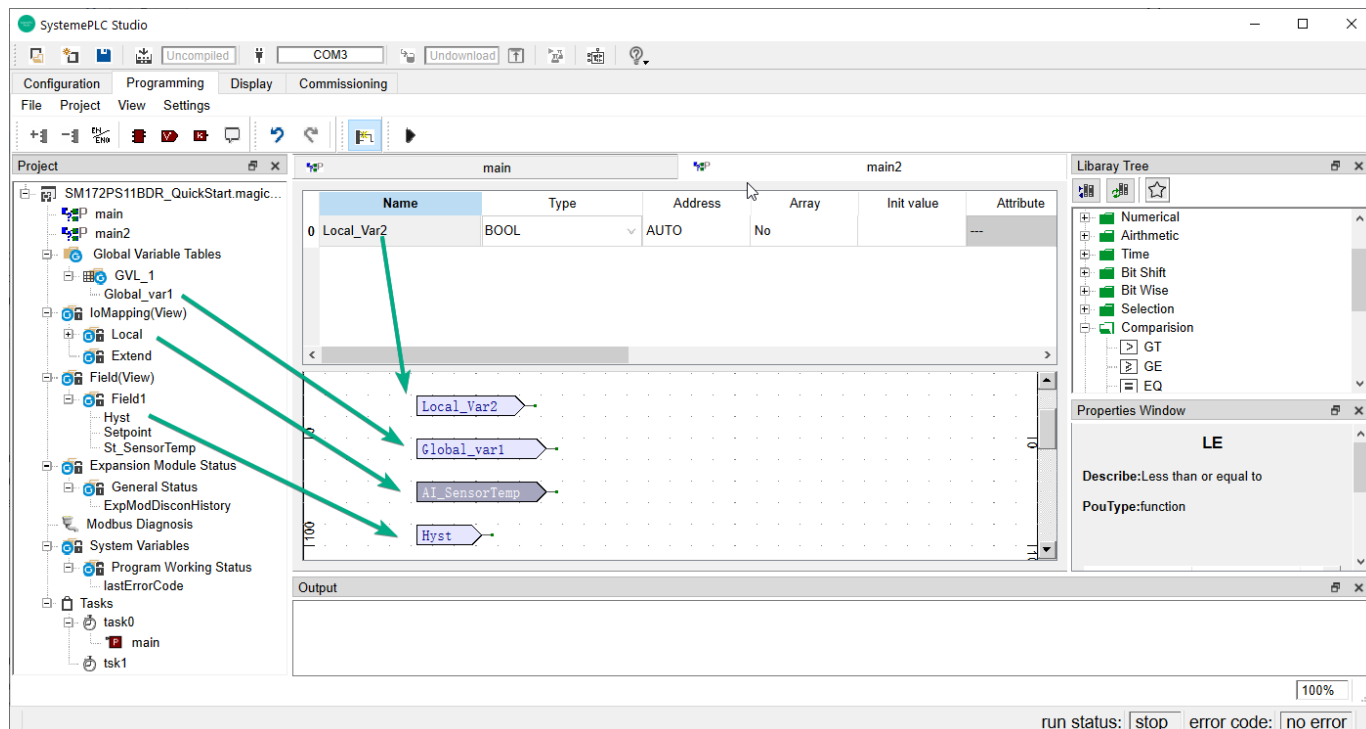 SystemePLC Studio
Uncompiled COM3 Undownload
Configuration Programming Display Commissioning
File Project View Settings
EN/ENO V K
Project
SM172PS11BDR_QuickStart.magic...
main
main2
Global Variable Tables
GVL_1
Global_var1
IoMapping(View)
Local
Extend
Field(View)
Field1
Hyst
Setpoint
St_SensorTemp
Expansion Module Status
General Status
ExpModDisconHistory
Modbus Diagnosis
System Variables
Program Working Status
lastErrorCode
Tasks
task0
main
tsk1
main main2
Name Type Address Array Init value Attribute
0 Local_Var2 BOOL AUTO No ---
Local_Var2
Global_var1
AI_SensorTemp
Hyst
0
100
Output
Libaray Tree
Numerical
Airthmetic
Time
Bit Shift
Bit Wise
Selection
Comparision
GT
GE
EQ
Properties Window
LE
Describe:Less than or equal to
PouType:function
100%
run status: stop error code: no error